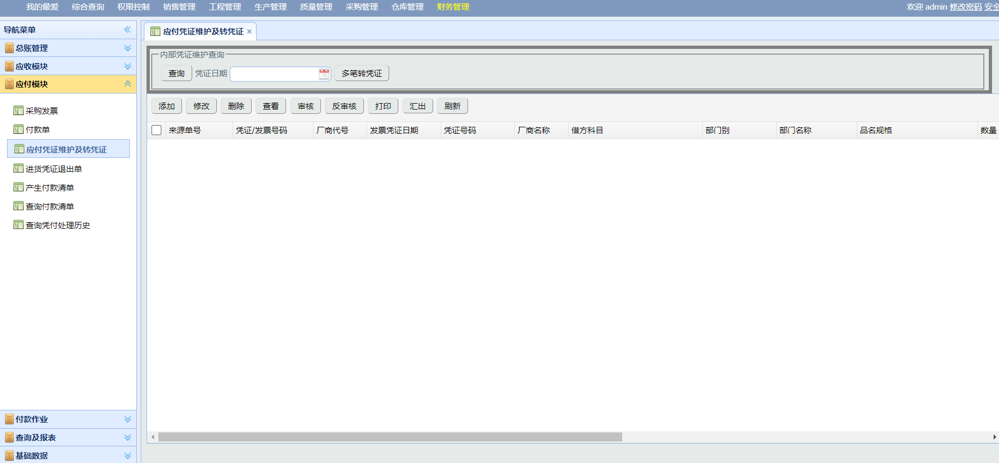 我的最爱 综合查询 权限控制 销售管理 工程管理 生产管理 质量管理 采购管理 仓库管理 财务管理 欢迎 admin 修改密码 安全
导航菜单
总账管理
应收模块
应付模块
采购发票
付款单
应付凭证维护及转凭证
进货凭证退出单
产生付款清单
查询付款清单
查询凭付处理历史
付款作业
查询及报表
基础数据
应付凭证维护及转凭证
内部凭证维护查询
查询 凭证日期 多笔转凭证
添加 修改 删除 查看 审核 反审核 打印 汇出 刷新
来源单号 凭证/发票号码 厂商代号 发票凭证日期 凭证号码 厂商名称 借方科目 部门别 部门名称 品名规格 数量